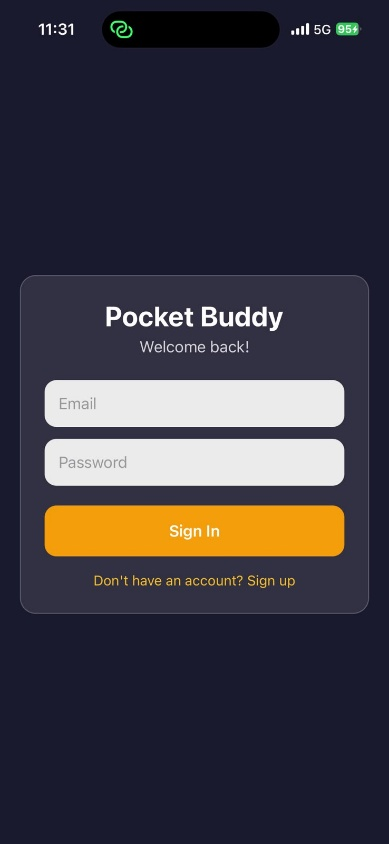 11:31
5G
95
Pocket Buddy
Welcome back!
Email
Password
Sign In
Don't have an account? Sign up